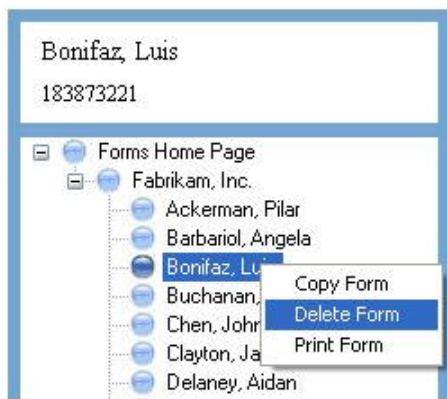 Bonifaz, Luis
183873221
Forms Home Page
Fabrikam, Inc.
Ackerman, Pilar
Barbariol, Angela
Bonifaz,
Buchanan,
Chen,
Clayton,
Delaney, Aidan
Copy Form
Delete Form
Print Form